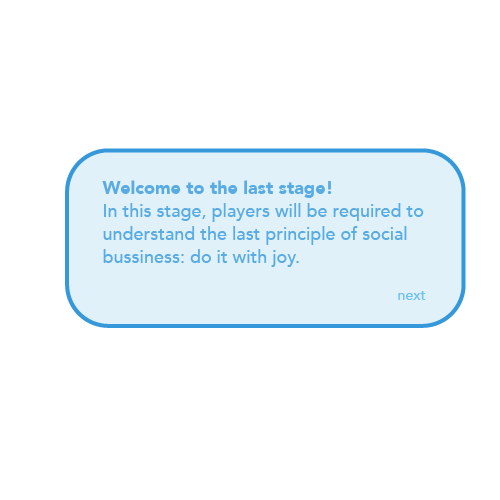 Welcome to the last stage!
In this stage, players will be required to
understand the last principle of social
bussiness: do it with joy.
next